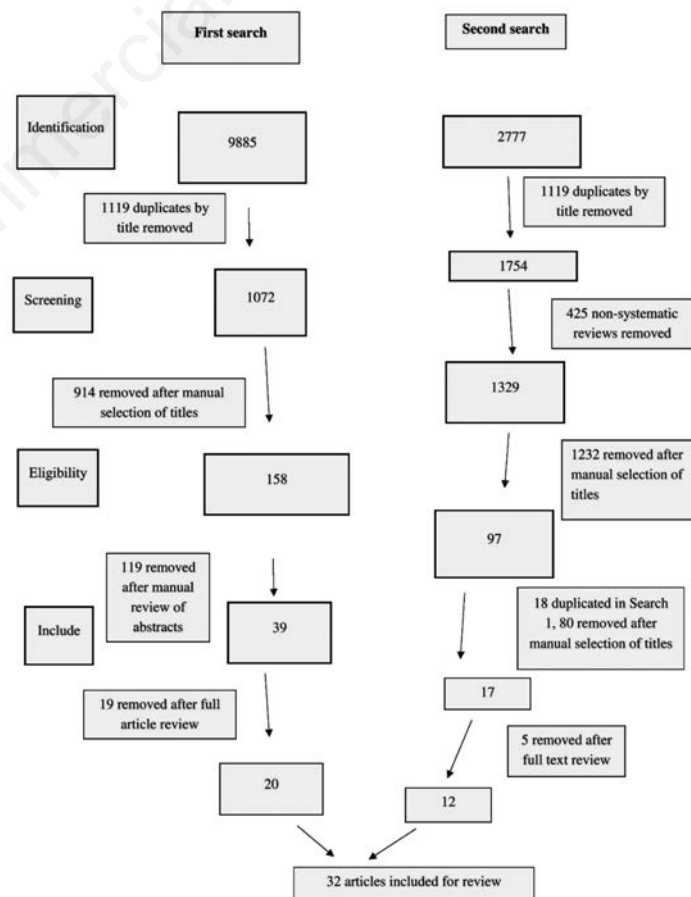 First search
Second search
Identification
9885
2777
1119 duplicates by
title removed
1119 duplicates by
title removed
Screening
1072
1754
425 non-systematic
reviews removed
914 removed after manual
selection of titles
1329
Eligibility
158
1232 removed after
manual selection of
titles
97
119 removed
after manual
review of
abstracts
Include
39
18 duplicated in Search
1, 80 removed after
manual selection of titles
19 removed after full
article review
17
5 removed after
full text review
20
12
32 articles included for review